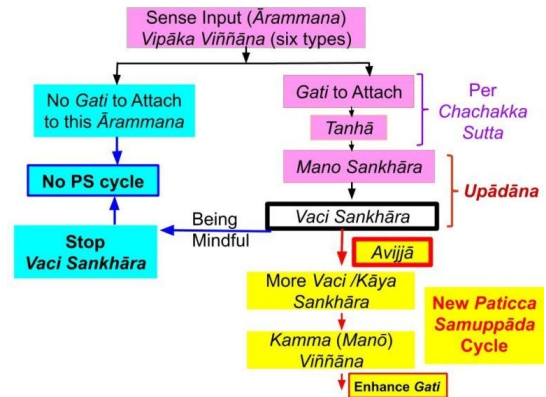 Sense Input (Ārammana)
Vipāka Viññāna (six types)
No Gati to Attach
to this Ārammana
Gati to Attach
Per
Chachakka
Sutta
Tanhā
No PS cycle
Mano Sankhāra
Upādāna
Vaci Sankhāra
Being
Mindful
Stop
Vaci Sankhāra
Avijjā
More Vaci /Kāya
Sankhāra
New Paticca
Samuppāda
Cycle
Kamma (Manō)
Viññāna
Enhance Gati